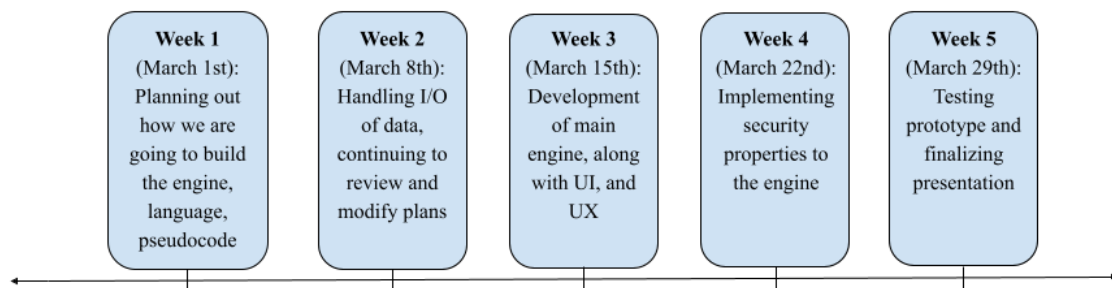 Week 1
(March 1st):
Planning out
how we are
going to build
the engine,
language,
pseudocode
Week 2
(March 8th):
Handling I/O
of data,
continuing to
review and
modify plans
Week 3
(March 15th):
Development
of main
engine, along
with UI, and
UX
Week 4
(March 22nd):
Implementing
security
properties to
the engine
Week 5
(March 29th):
Testing
prototype and
finalizing
presentation